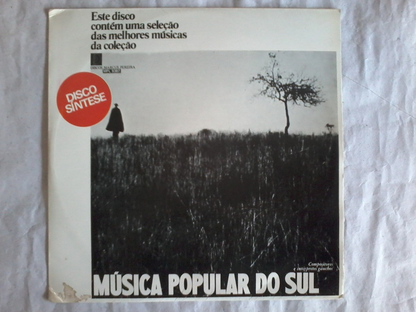 Este disco
contém uma seleção
das melhores músicas
da coleção
DISCO
SÍNTESE
Compositores
e intérpretes gaúchos
MÚSICA POPULAR DO SUL